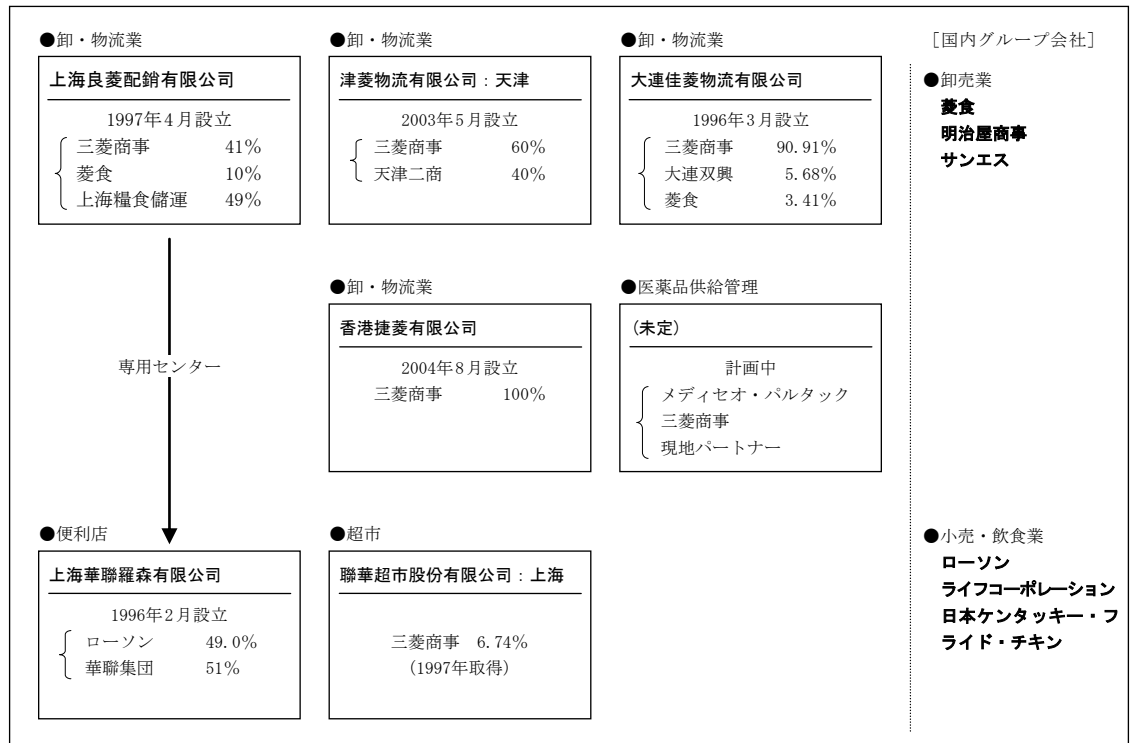 ●卸・物流業
上海良菱配銷有限公司
1997年4月設立
三菱商事 41%
菱食 10%
上海糧食儲運 49%
●卸・物流業
津菱物流有限公司：天津
2003年5月設立
三菱商事 60%
天津二商 40%
●卸・物流業
大連佳菱物流有限公司
1996年3月設立
三菱商事 90.91%
大連双興 5.68%
菱食 3.41%
［国内グループ会社］
●卸売業
菱食
明治屋商事
サンエス
●卸・物流業
香港捷菱有限公司
2004年8月設立
三菱商事 100%
●医薬品供給管理
(未定)
計画中
メディセオ・パルタック
三菱商事
現地パートナー
専用センター
●便利店
上海華聯羅森有限公司
1996年2月設立
ローソン 49.0%
華聯集団 51%
●超市
聯華超市股份有限公司：上海
三菱商事 6.74%
(1997年取得)
●小売・飲食業
ローソン
ライフコーポレーション
日本ケンタッキー・フ
ライド・チキン